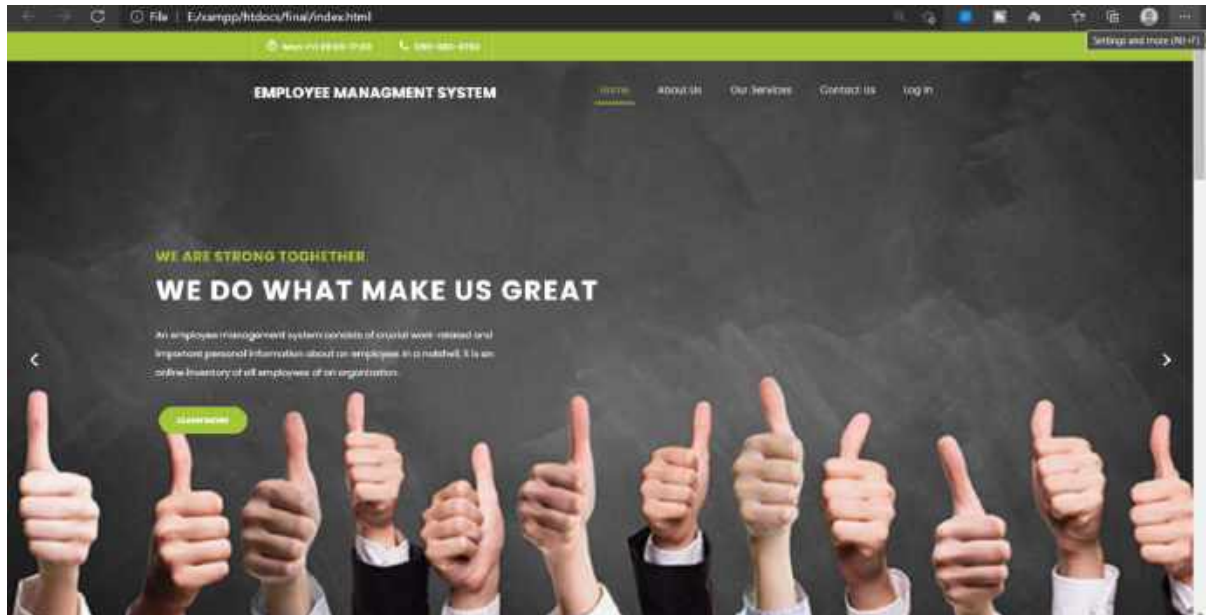 File | E:/xampp/htdocs/final/index.html
Settings and more (Alt+F)
EMPLOYEE MANAGMENT SYSTEM
Home About Us Our Services Contact Us Log In
WE ARE STRONG TOGHETHER
WE DO WHAT MAKE US GREAT
An employee management system consists of crucial work-related and
important personal information about an employee. In a nutshell, it is an
online inventory of all employees of an organization.
LEARN MORE